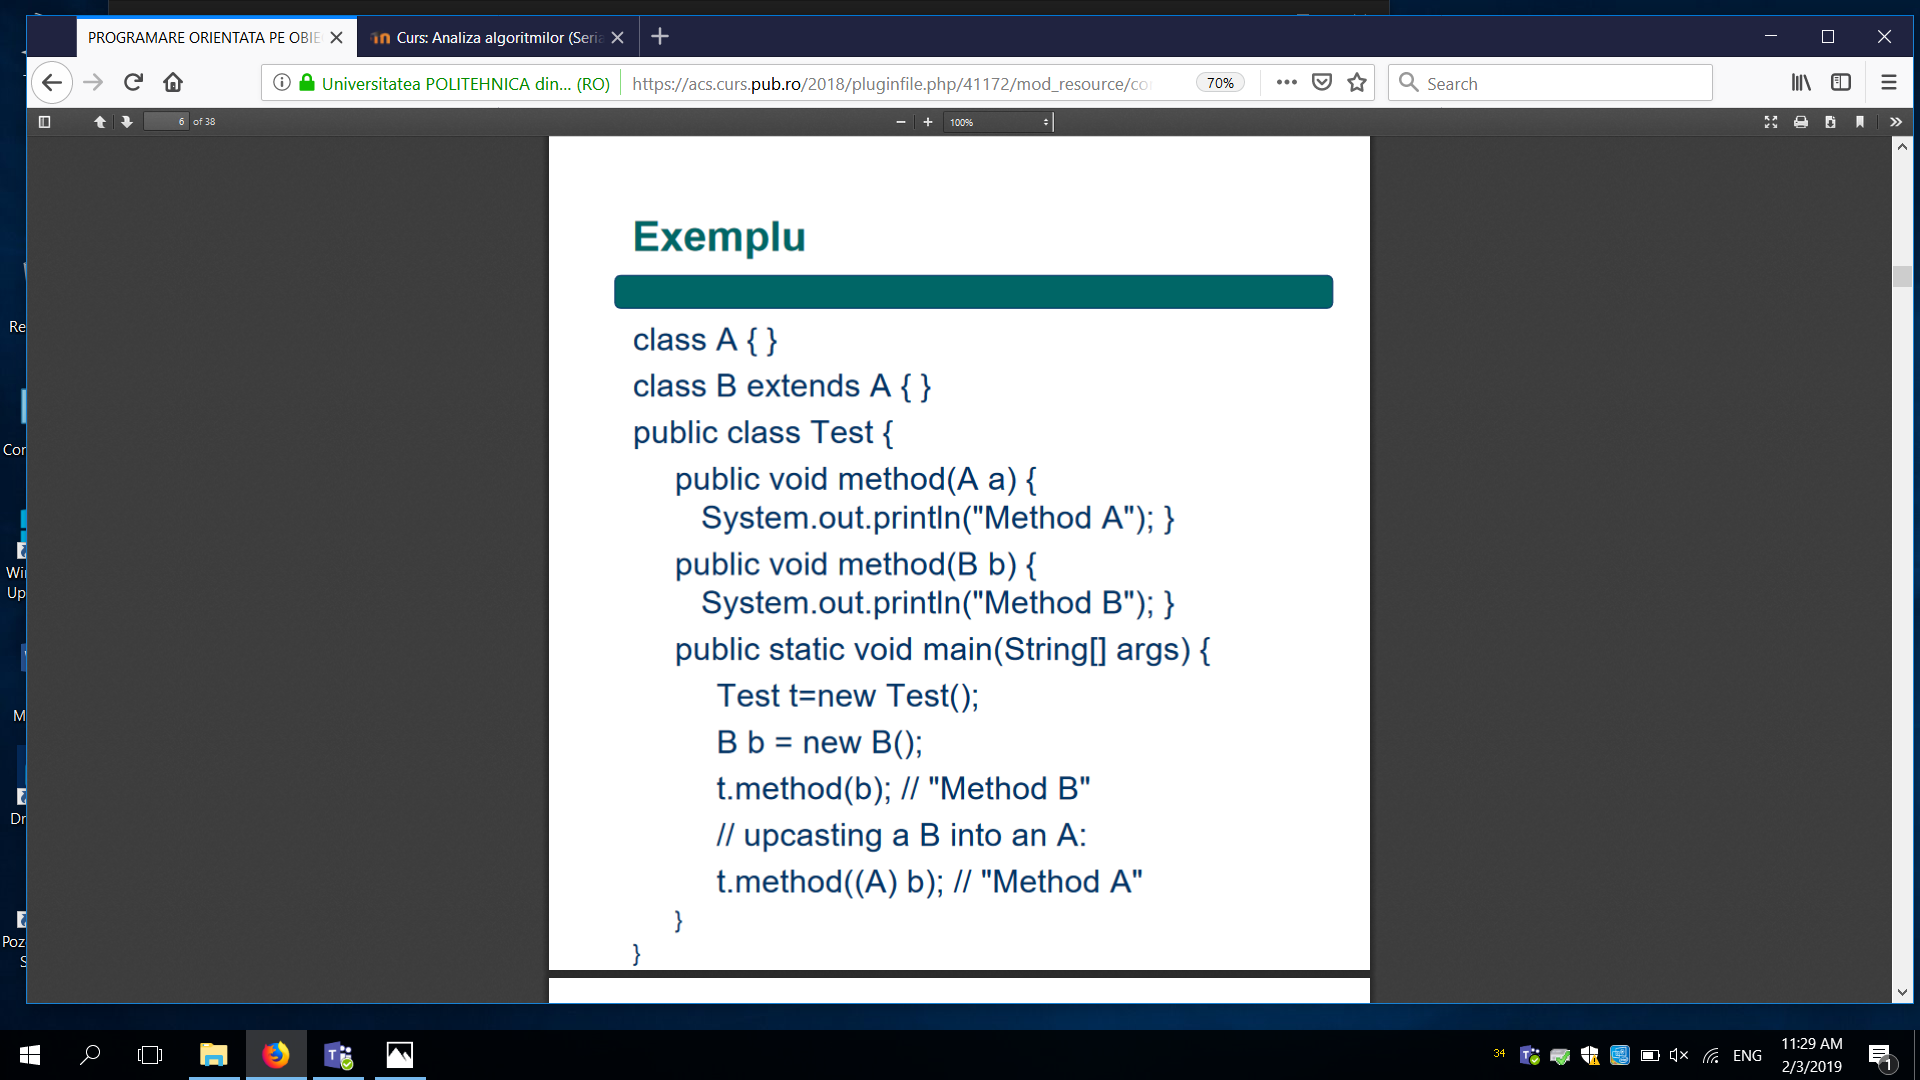 PROGRAMARE ORIENTATA PE OBIE
Curs: Analiza algoritmilor (Seria
Universitatea POLITEHNICA din... (RO)
https://acs.curs.pub.ro/2018/pluginfile.php/41172/mod_resource/co
70%
Search
6 of 38
100%
Exemplu
class A { }
class B extends A { }
public class Test {
public void method(A a) {
System.out.println("Method A"); }
public void method(B b) {
System.out.println("Method B"); }
public static void main(String[] args) {
Test t=new Test();
B b = new B();
t.method(b); // "Method B"
// upcasting a B into an A:
t.method((A) b); // "Method A"
}
}
Re
Cor
Wi
Up
M
Dr
Poz
S
34
ENG
11:29 AM
2/3/2019
1